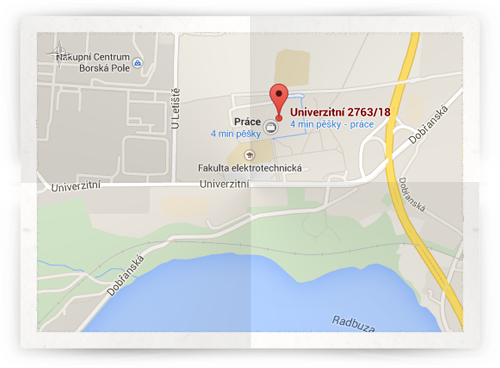 Nákupní Centrum
Borská Pole
U Letiště
Práce
4 min pěšky
Univerzitní 2763/18
4 min pěšky - práce
Dobřanská
Fakulta elektrotechnická
Univerzitní
Univerzitní
Dobřanská
Dobřanská
Radbuza